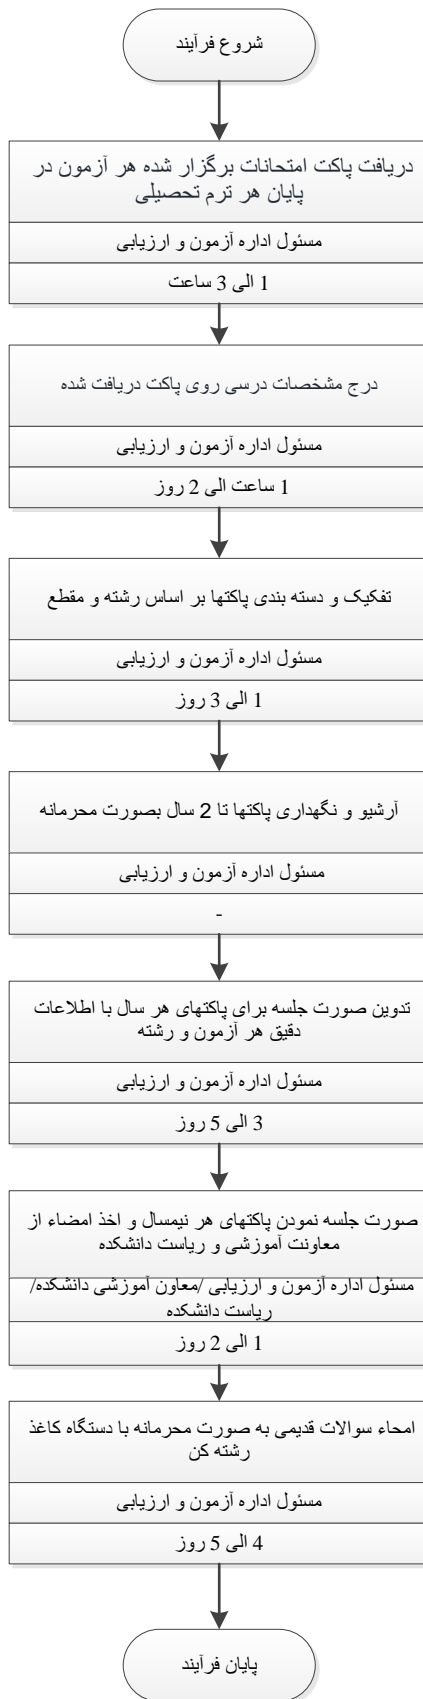 شروع فرآیند
دریافت پاکت امتحانات برگزار شده هر آزمون در
پایان هر ترم تحصیلی
مسئول اداره آزمون و ارزیابی
1 الی 3 ساعت
درج مشخصات درسی روی پاکت دریافت شده
مسئول اداره آزمون و ارزیابی
1 ساعت الی 2 روز
تفکیک و دسته بندی پاکتها بر اساس رشته و مقطع
مسئول اداره آزمون و ارزیابی
1 الی 3 روز
آرشیو و نگهداری پاکتها تا 2 سال بصورت محرمانه
مسئول اداره آزمون و ارزیابی
-
تدوین صورت جلسه برای پاکتهای هر سال با اطلاعات
دقیق هر آزمون و رشته
مسئول اداره آزمون و ارزیابی
3 الی 5 روز
صورت جلسه نمودن پاکتهای هر نیمسال و اخذ امضاء از
معاونت آموزشی و ریاست دانشکده
مسئول اداره آزمون و ارزیابی /معاون آموزشی دانشکده/
ریاست دانشکده
1 الی 2 روز
امحاء سوالات قدیمی به صورت محرمانه با دستگاه کاغذ
رشته کن
مسئول اداره آزمون و ارزیابی
4 الی 5 روز
پایان فرآیند